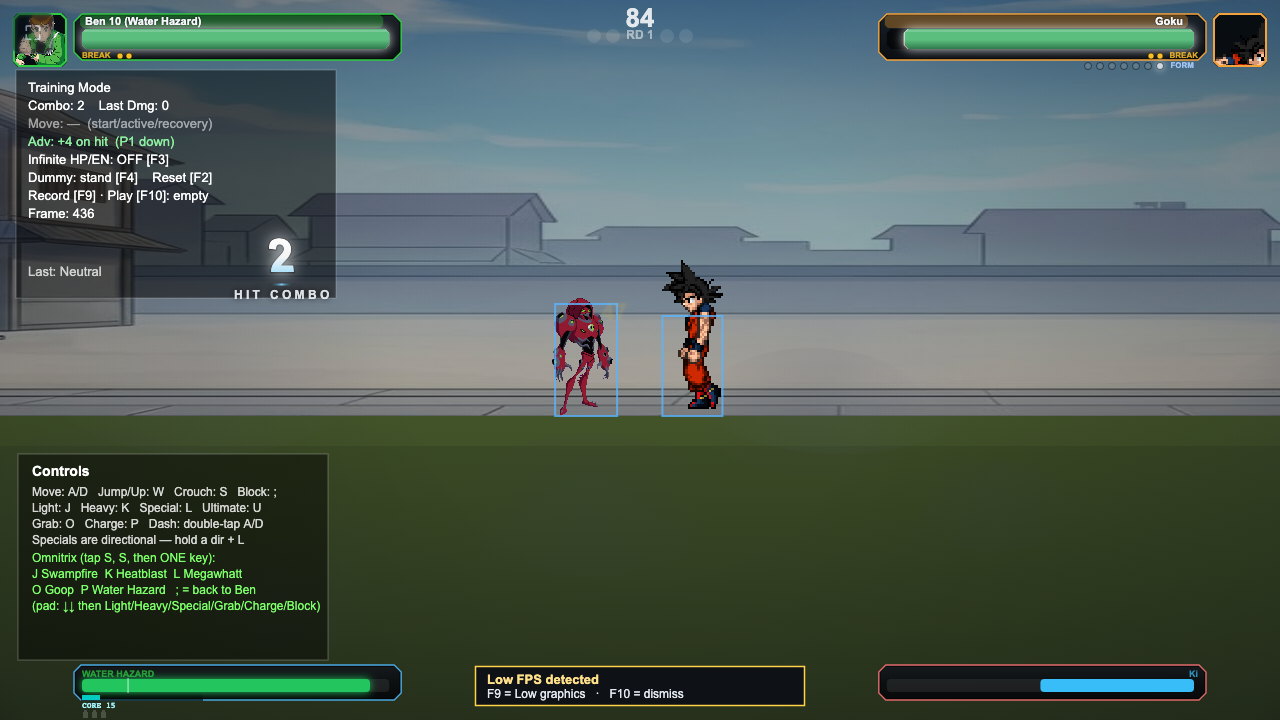 Ben 10 (Water Hazard)
BREAK
84
RD 1
Goku
BREAK
FORM
Training Mode
Combo: 2 Last Dmg: 0
Move: — (start/active/recovery)
Adv: +4 on hit (P1 down)
Infinite HP/EN: OFF [F3]
Dummy: stand [F4] Reset [F2]
Record [F9] · Play [F10]: empty
Frame: 436
Last: Neutral
2
HIT COMBO
Controls
Move: A/D Jump/Up: W Crouch: S Block: ;
Light: J Heavy: K Special: L Ultimate: U
Grab: O Charge: P Dash: double-tap A/D
Specials are directional — hold a dir + L
Omnitrix (tap S, S, then ONE key):
J Swampfire K Heatblast L Megawhatt
O Goop P Water Hazard ; = back to Ben
(pad: ↓↓ then Light/Heavy/Special/Grab/Charge/Block)
WATER HAZARD
CORE 15
Low FPS detected
F9 = Low graphics · F10 = dismiss
Ki